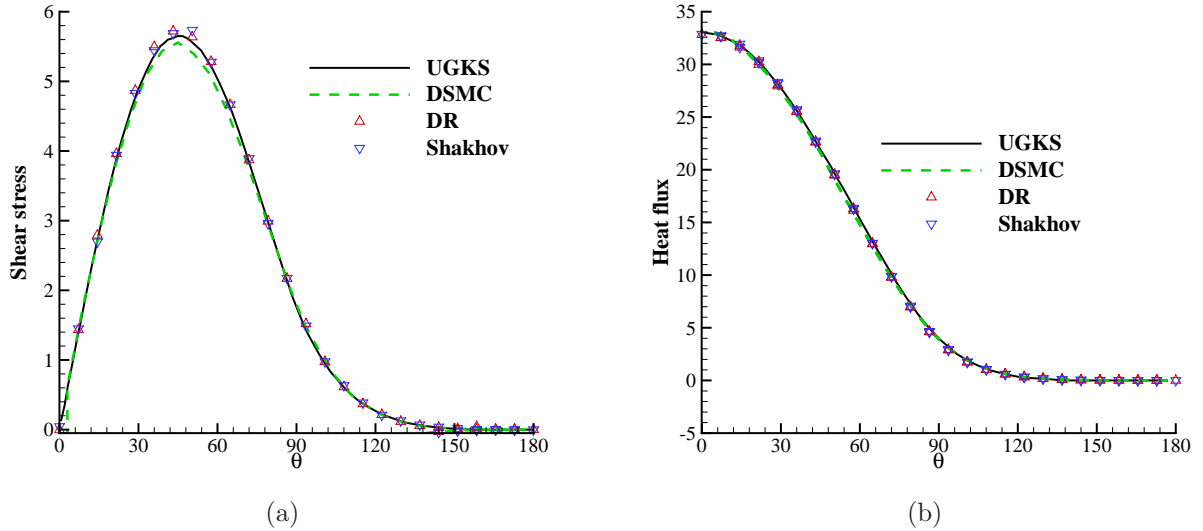 6
5
4
3
2
1
0
0 30 60 90 120 150 180
Shear stress
θ
UGKS
DSMC
DR
Shakhov
(a)
35
30
25
20
15
10
5
0
-5
0 30 60 90 120 150 180
Heat flux
θ
UGKS
DSMC
DR
Shakhov
(b)